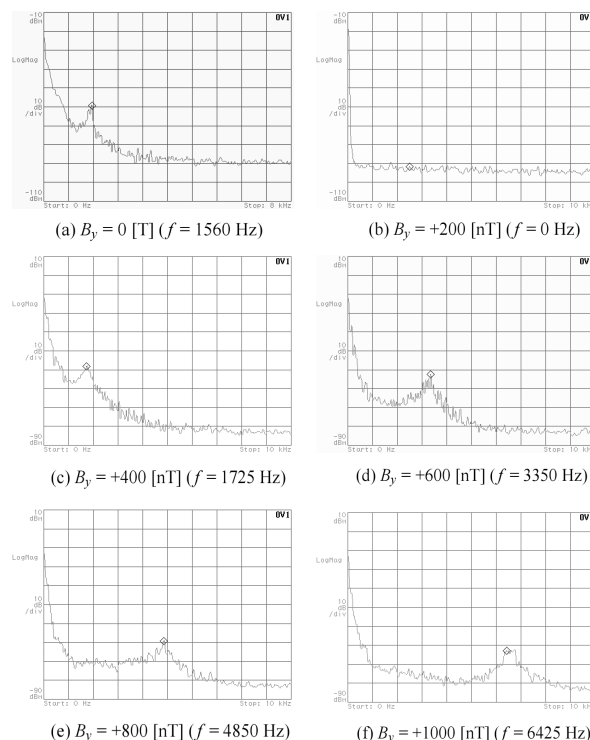 -10
dBm
0V1
LogMag
10
dB
/div
-110
dBm
Start: 0 Hz
Stop: 8 kHz
(a) By = 0 [T] (f = 1560 Hz)
-10
dBm
0V
LogMag
10
dB
/div
-110
dBm
Start: 0 Hz
Stop: 10 k
(b) By = +200 [nT] (f = 0 Hz)
10
dBm
0V1
LogMag
10
dB
/div
-90
dBm
Start: 0 Hz
Stop: 10 kHz
(c) By = +400 [nT] (f = 1725 Hz)
10
dBm
0V
LogMag
10
dB
/div
-90
dBm
Start: 0 Hz
Stop: 10 kH
(d) By = +600 [nT] (f = 3350 Hz)
10
dBm
0V1
LogMag
10
dB
/div
-90
dBm
Start: 0 Hz
Stop: 10 kHz
(e) By = +800 [nT] (f = 4850 Hz)
10
dBm
0V
LogMag
10
dB
/div
-90
dBm
Start: 0 Hz
Stop: 10 kH
(f) By = +1000 [nT] (f = 6425 Hz)